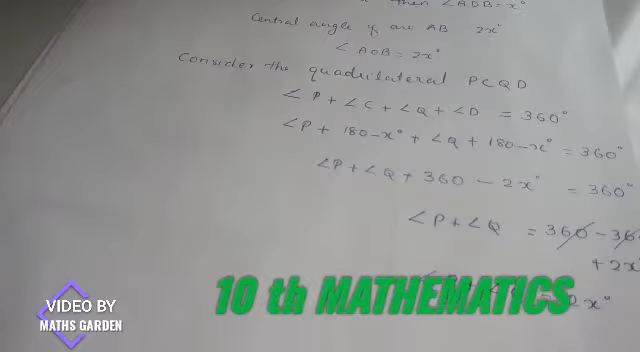 then ∠ADB = x°
Central angle of arc AB 2x°
∠AOB = 2x°
Consider the quadrilateral PCQD
∠P + ∠C + ∠Q + ∠D = 360°
∠P + 180-x° + ∠Q + 180-x° = 360°
∠P + ∠Q + 360 - 2x° = 360°
∠P + ∠Q = 360 - 36
+ 2x°
2x°
10 th MATHEMATICS
VIDEO BY
MATHS GARDEN